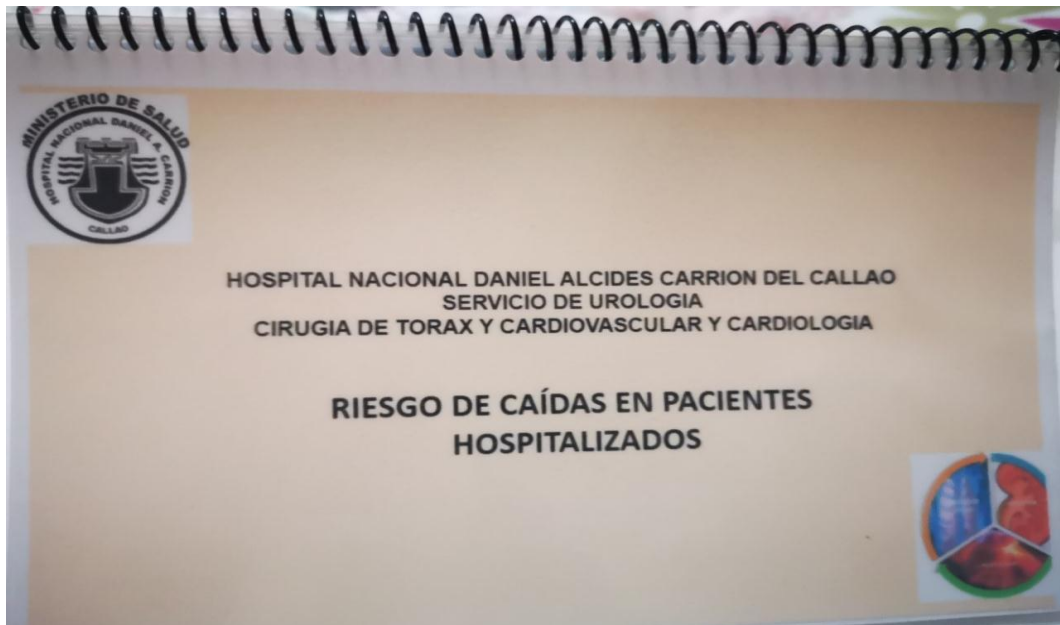 MINISTERIO DE SALUD
HOSPITAL NACIONAL DANIEL A. CARRION
CALLAO
HOSPITAL NACIONAL DANIEL ALCIDES CARRION DEL CALLAO
SERVICIO DE UROLOGIA
CIRUGIA DE TORAX Y CARDIOVASCULAR Y CARDIOLOGIA
RIESGO DE CAÍDAS EN PACIENTES
HOSPITALIZADOS